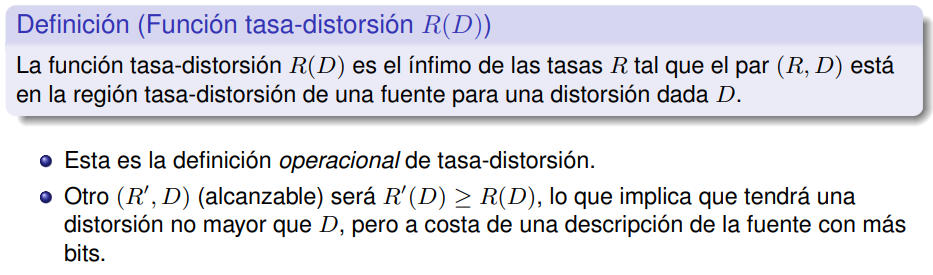 Definición (Función tasa-distorsión R(D))
La función tasa-distorsión R(D) es el ínfimo de las tasas R tal que el par (R, D) está
en la región tasa-distorsión de una fuente para una distorsión dada D.
Esta es la definición operacional de tasa-distorsión.
Otro (R′, D) (alcanzable) será R′(D) ≥ R(D), lo que implica que tendrá una
distorsión no mayor que D, pero a costa de una descripción de la fuente con más
bits.